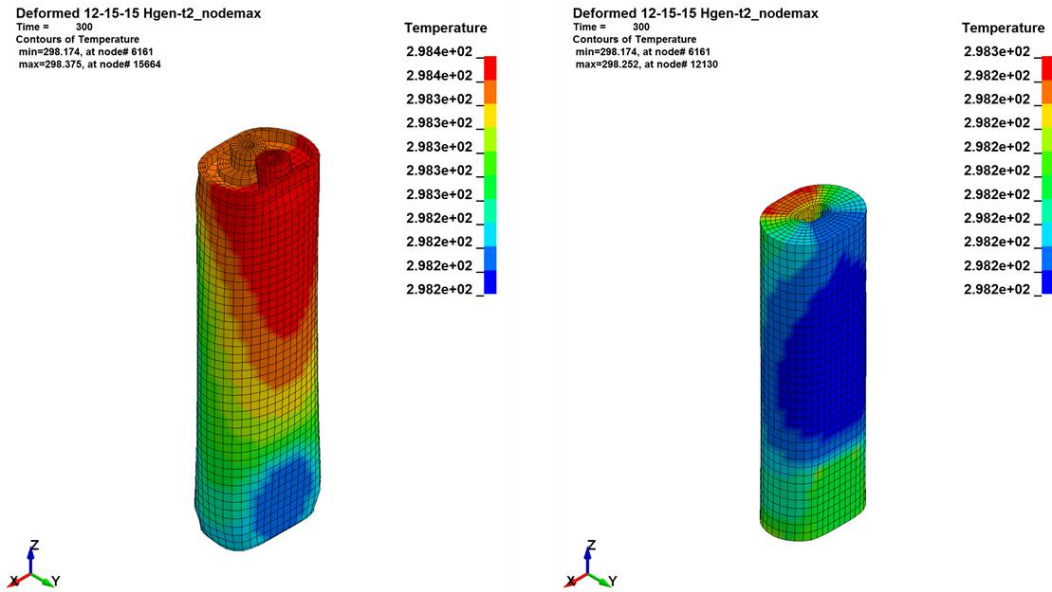 Deformed 12-15-15 Hgen-t2_nodemax
Time = 300
Contours of Temperature
min=298.174, at node# 6161
max=298.375, at node# 15664
Temperature
2.984e+02
2.984e+02
2.983e+02
2.983e+02
2.983e+02
2.983e+02
2.983e+02
2.982e+02
2.982e+02
2.982e+02
2.982e+02
Z
X
Y
Deformed 12-15-15 Hgen-t2_nodemax
Time = 300
Contours of Temperature
min=298.174, at node# 6161
max=298.252, at node# 12130
Temperature
2.983e+02
2.982e+02
2.982e+02
2.982e+02
2.982e+02
2.982e+02
2.982e+02
2.982e+02
2.982e+02
2.982e+02
2.982e+02
Z
X
Y